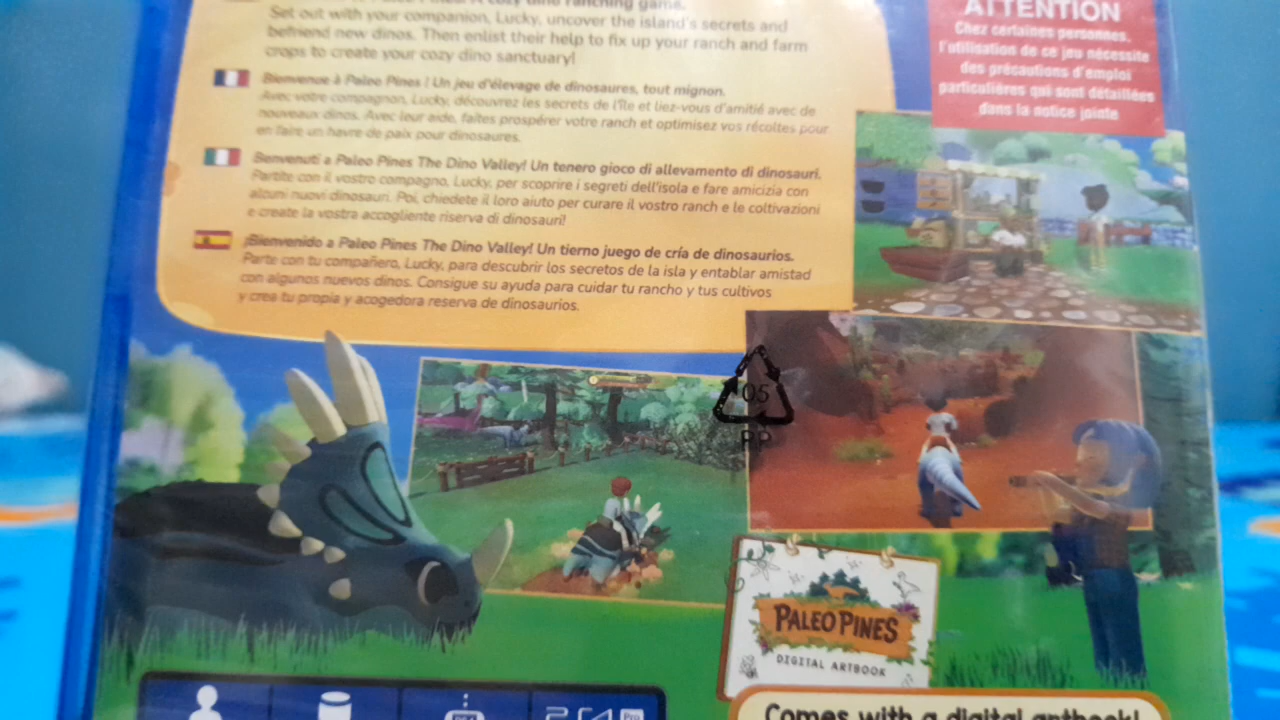 ranching game.
Set out with your companion, Lucky, uncover the island's secrets and
befriend new dinos. Then enlist their help to fix up your ranch and farm
crops to create your cozy dino sanctuary!
Bienvenue à Paleo Pines ! Un jeu d'élevage de dinosaures, tout mignon.
Avec votre compagnon, Lucky, découvrez les secrets de l'île et liez-vous d'amitié avec de
nouveaux dinos. Avec leur aide, faites prospérer votre ranch et optimisez vos récoltes pour
en faire un havre de paix pour dinosaures.
Benvenuti a Paleo Pines The Dino Valley! Un tenero gioco di allevamento di dinosauri.
Partite con il vostro compagno, Lucky, per scoprire i segreti dell'isola e fare amicizia con
alcuni nuovi dinosauri. Poi, chiedete il loro aiuto per curare il vostro ranch e le coltivazioni
e create la vostra accogliente riserva di dinosauri!
¡Bienvenido a Paleo Pines The Dino Valley! Un tierno juego de cría de dinosaurios.
Parte con tu compañero, Lucky, para descubrir los secretos de la isla y entablar amistad
con algunos nuevos dinos. Consigue su ayuda para cuidar tu rancho y tus cultivos
y crea tu propia y acogedora reserva de dinosaurios.
ATTENTION
Chez certaines personnes,
l'utilisation de ce jeu nécessite
des précautions d'emploi
particulières qui sont détaillées
dans la notice jointe
05
PP
PALEO PINES
DIGITAL ARTBOOK
Comes with a digital artbook!
PS4 Pro